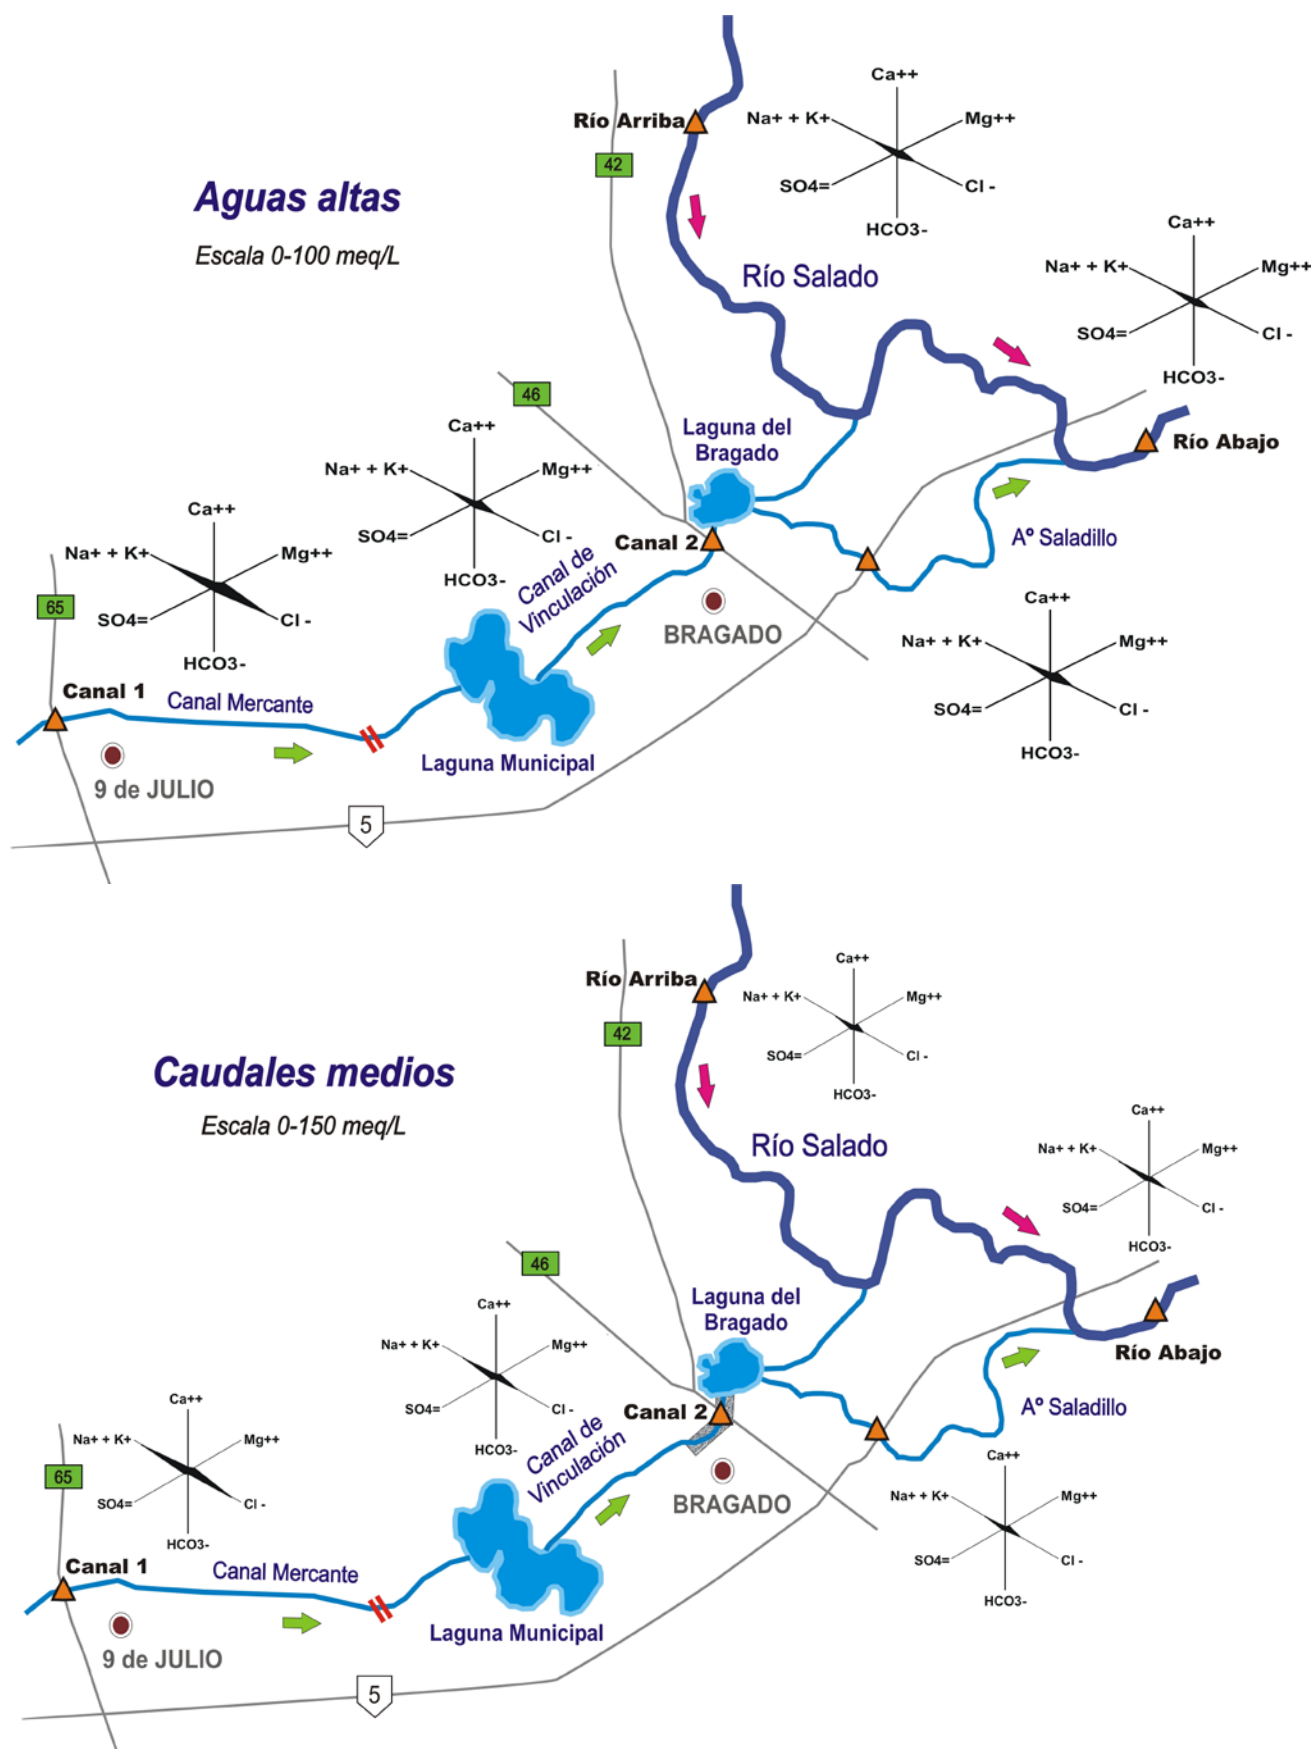 Ca++
Río Arriba
Na+ + K+
Mg++
42
SO4=
Cl -
HCO3-
Aguas altas
Escala 0-100 meq/L
Ca++
Río Salado
Na+ + K+
Mg++
SO4=
Cl -
HCO3-
46
Ca++
Laguna del
Bragado
Río Abajo
Na+ + K+
Mg++
SO4=
Cl -
HCO3-
Canal 2
Aº Saladillo
Ca++
Na+ + K+
Mg++
SO4=
Cl -
HCO3-
Canal de
Vinculación
65
BRAGADO
Ca++
Na+ + K+
Mg++
SO4=
Cl -
HCO3-
Canal 1
Canal Mercante
Laguna Municipal
9 de JULIO
5
Ca++
Río Arriba
Na+ + K+
Mg++
42
SO4=
Cl -
HCO3-
Caudales medios
Escala 0-150 meq/L
Ca++
Río Salado
Na+ + K+
Mg++
SO4=
Cl -
HCO3-
46
Laguna del
Bragado
Ca++
Na+ + K+
Mg++
SO4=
Cl -
HCO3-
Río Abajo
Canal 2
Aº Saladillo
Ca++
Na+ + K+
Mg++
SO4=
Cl -
HCO3-
Canal de
Vinculación
65
BRAGADO
Ca++
Na+ + K+
Mg++
SO4=
Cl -
HCO3-
Canal 1
Canal Mercante
Laguna Municipal
9 de JULIO
5